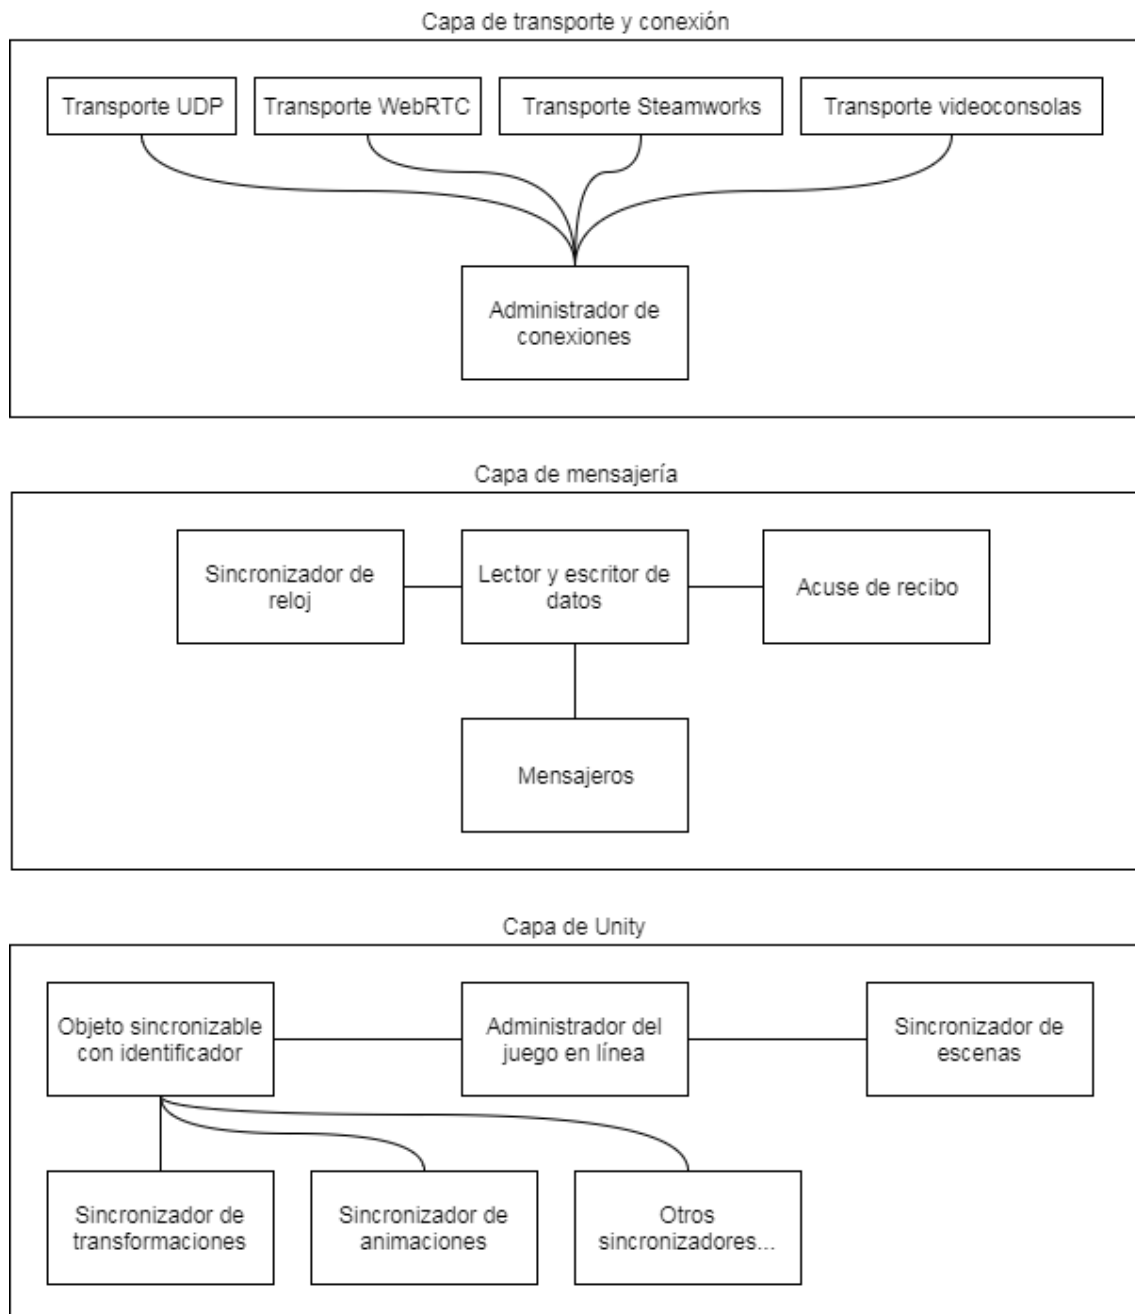 Capa de transporte y conexión
Transporte UDP
Transporte WebRTC
Transporte Steamworks
Transporte videoconsolas
Administrador de
conexiones
Capa de mensajería
Sincronizador de
reloj
Lector y escritor de
datos
Acuse de recibo
Mensajeros
Capa de Unity
Objeto sincronizable
con identificador
Administrador del
juego en línea
Sincronizador de
escenas
Sincronizador de
transformaciones
Sincronizador de
animaciones
Otros
sincronizadores...